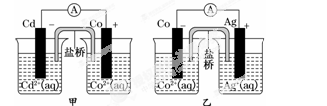 A A
Cd − Co + Co − Ag +
盐桥 盐桥
Cd²⁺(aq) Co²⁺(aq) Co²⁺(aq) Ag⁺(aq)
甲 乙